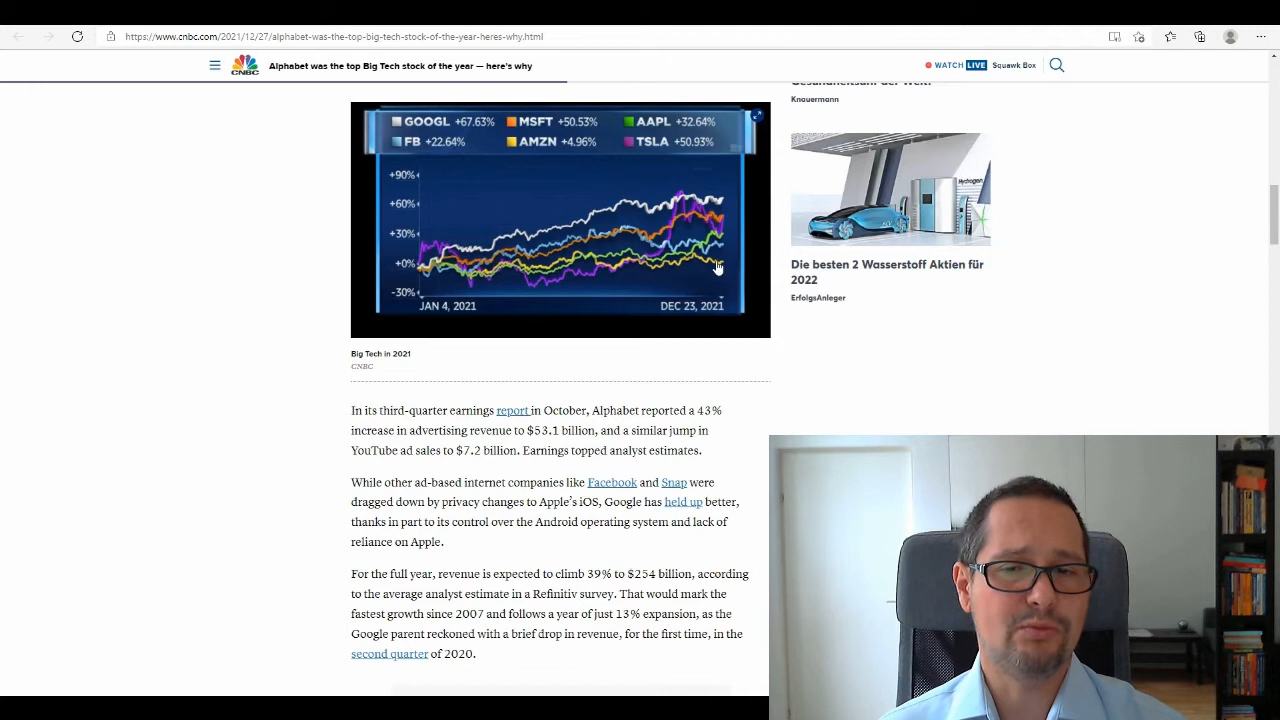 https://www.cnbc.com/2021/12/27/alphabet-was-the-top-big-tech-stock-of-the-year-heres-why.html
CNBC
Alphabet was the top Big Tech stock of the year — here's why
WATCH LIVE Squawk Box
Gesundheitsjahr der Welt!
Knauermann
GOOGL +67.63% MSFT +50.53% AAPL +32.64%
FB +22.64% AMZN +4.96% TSLA +50.93%
+90%
+60%
+30%
+0%
-30%
JAN 4, 2021 DEC 23, 2021
Hydrogen
Die besten 2 Wasserstoff Aktien für
2022
ErfolgsAnleger
Big Tech in 2021
CNBC
In its third-quarter earnings report in October, Alphabet reported a 43%
increase in advertising revenue to $53.1 billion, and a similar jump in
YouTube ad sales to $7.2 billion. Earnings topped analyst estimates.
While other ad-based internet companies like Facebook and Snap were
dragged down by privacy changes to Apple's iOS, Google has held up better,
thanks in part to its control over the Android operating system and lack of
reliance on Apple.
For the full year, revenue is expected to climb 39% to $254 billion, according
to the average analyst estimate in a Refinitiv survey. That would mark the
fastest growth since 2007 and follows a year of just 13% expansion, as the
Google parent reckoned with a brief drop in revenue, for the first time, in the
second quarter of 2020.